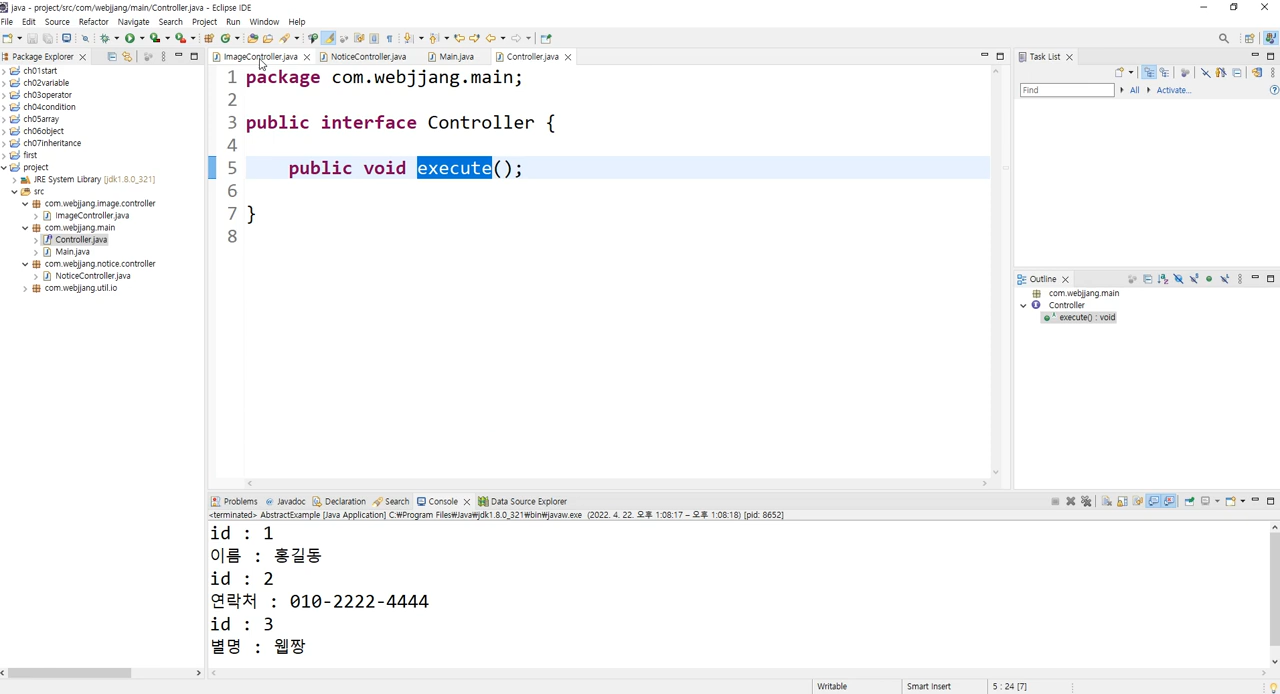 java - project/src/com/webjjang/main/Controller.java - Eclipse IDE
File Edit Source Refactor Navigate Search Project Run Window Help
Package Explorer
ch01start
ch02variable
ch03operator
ch04condition
ch05array
ch06object
ch07inheritance
first
project
JRE System Library [jdk1.8.0_321]
src
com.webjjang.image.controller
ImageController.java
com.webjjang.main
Controller.java
Main.java
com.webjjang.notice.controller
NoticeController.java
com.webjjang.util.io
ImageController.java NoticeController.java Main.java Controller.java
1 package com.webjjang.main;
2
3 public interface Controller {
4
5 public void execute();
6
7 }
8
Task List
Find All Activate...
Outline
com.webjjang.main
Controller
execute() : void
Problems Javadoc Declaration Search Console Data Source Explorer
<terminated> AbstractExample [Java Application] C:₩Program Files₩Java₩jdk1.8.0_321₩bin₩javaw.exe (2022. 4. 22. 오후 1:08:17 – 오후 1:08:18) [pid: 8652]
id : 1
이름 : 홍길동
id : 2
연락처 : 010-2222-4444
id : 3
별명 : 웹짱
Writable Smart Insert 5 : 24 [7]